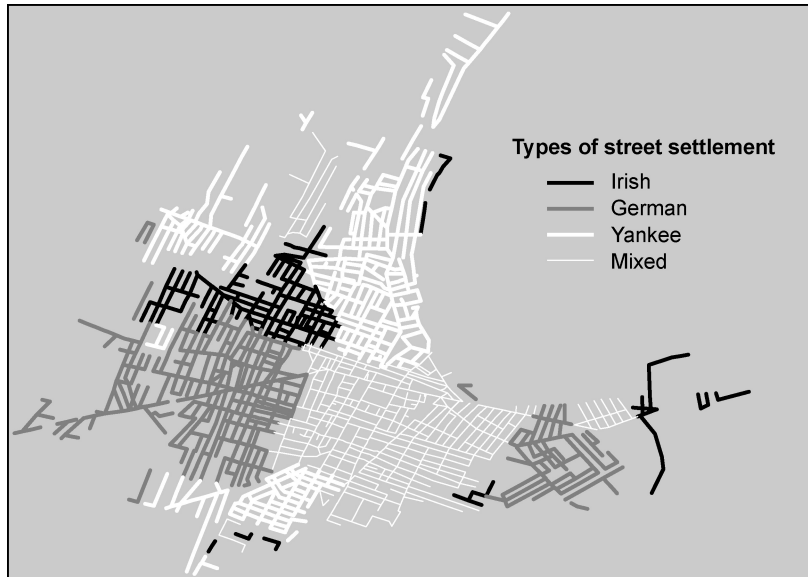 Types of street settlement
Irish
German
Yankee
Mixed